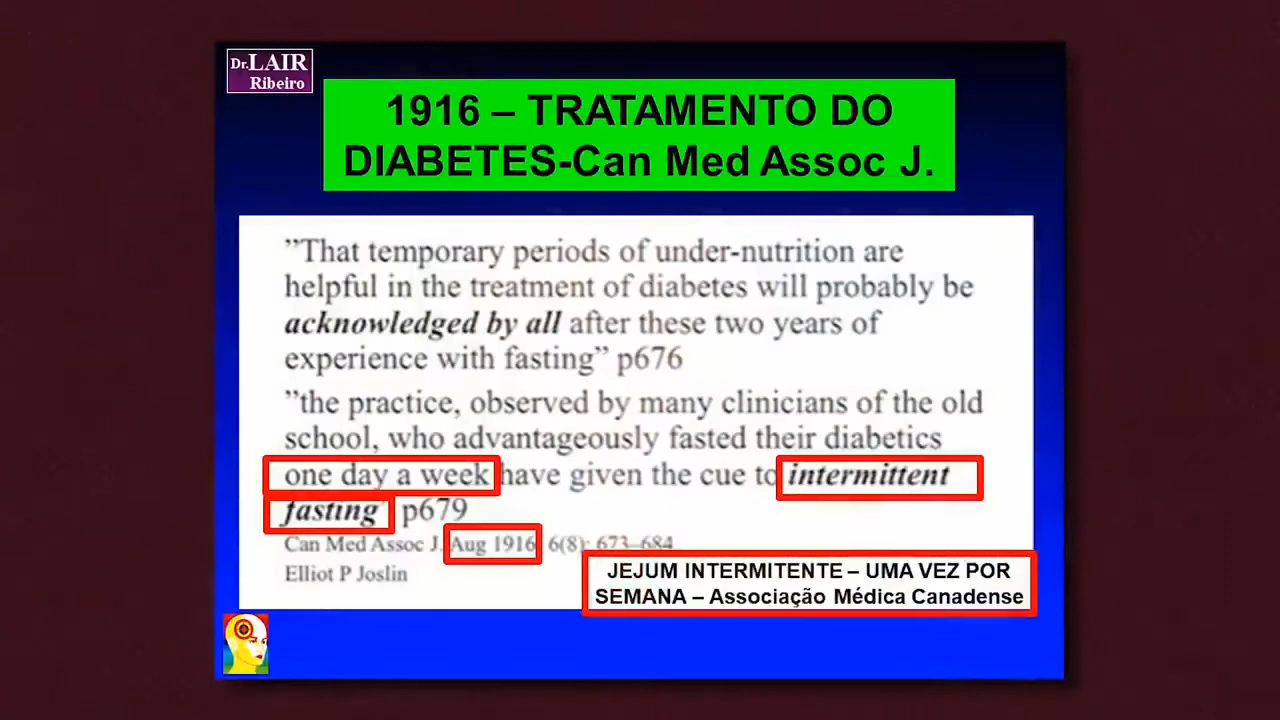 Dr. LAIR
Ribeiro
1916 – TRATAMENTO DO
DIABETES-Can Med Assoc J.
”That temporary periods of under-nutrition are
helpful in the treatment of diabetes will probably be
acknowledged by all after these two years of
experience with fasting” p676
”the practice, observed by many clinicians of the old
school, who advantageously fasted their diabetics
one day a week have given the cue to intermittent
fasting” p679
Can Med Assoc J. Aug 1916; 6(8): 673–684
Elliot P Joslin
JEJUM INTERMITENTE – UMA VEZ POR
SEMANA – Associação Médica Canadense